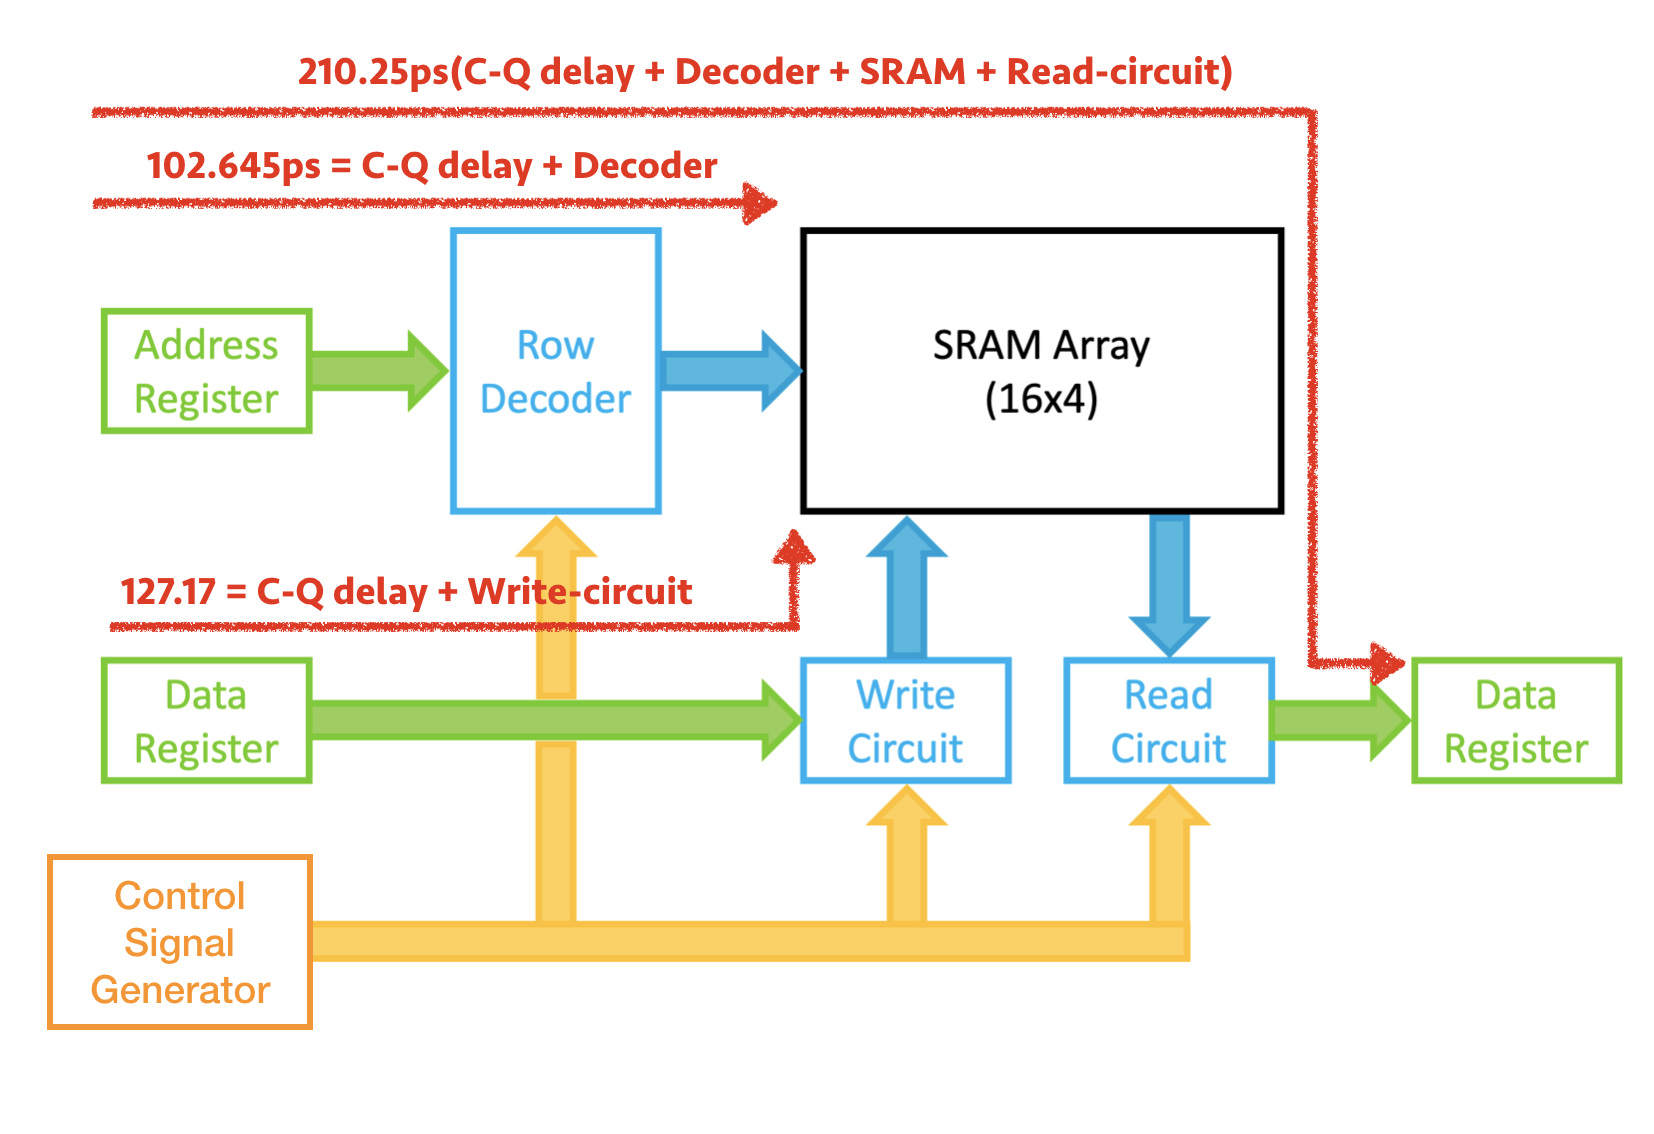 210.25ps(C-Q delay + Decoder + SRAM + Read-circuit)
102.645ps = C-Q delay + Decoder
Address
Register
Row
Decoder
SRAM Array
(16x4)
127.17 = C-Q delay + Write-circuit
Data
Register
Write
Circuit
Read
Circuit
Data
Register
Control
Signal
Generator